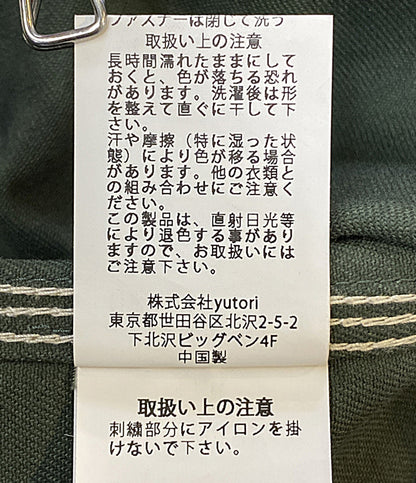 ファスナーは閉じて洗う
取扱い上の注意
長時間濡れたままにして
おくと、色が落ちる恐れ
があります。洗濯後は形
を整えて直ぐに干して下
さい。
汗や摩擦（特に湿った状
態）により色が移る場合
があります。他の衣類と
の組み合わせにご注意く
ださい。
この製品は、直射日光等
により退色する事があり
ますので、お取扱いには
ご注意下さい。
株式会社yutori
東京都世田谷区北沢2-5-2
下北沢ビッグベン4F
中国製
取扱い上の注意
刺繍部分にアイロンを掛
けないで下さい。